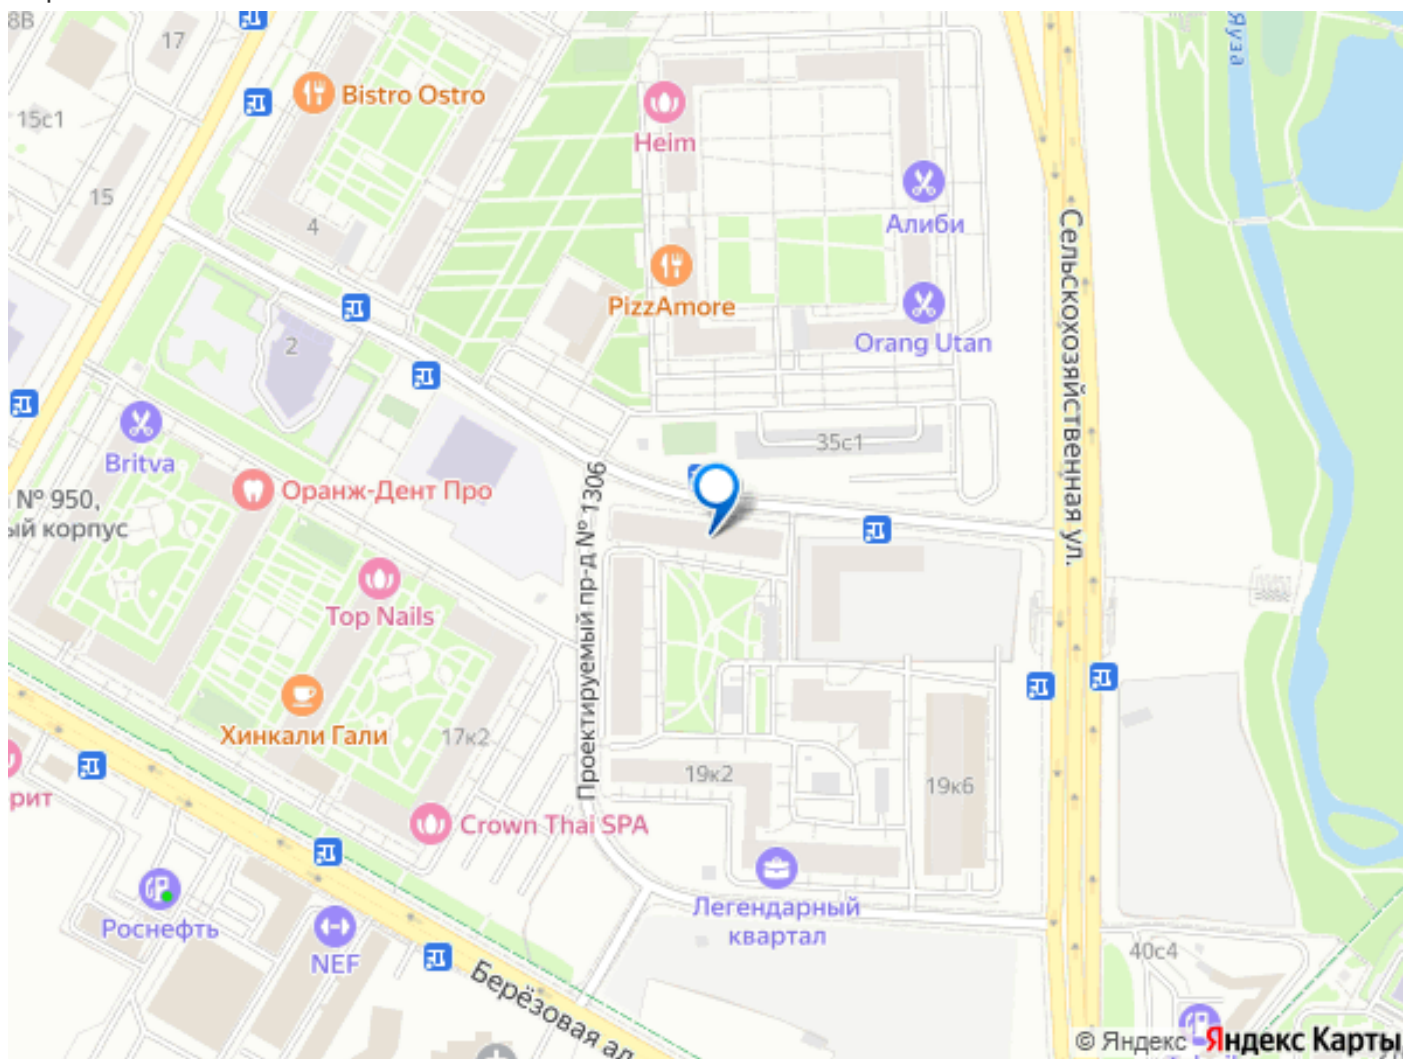 8В
17
Яуза
Bistro Ostro
15с1
Heim
15
Алиби
4
Сельскохозяйственная ул.
PizzAmore
2
Orang Utan
35с1
Britva
Оранж-Дент Про
№ 950,
ый корпус
Проектируемый пр-д № 1306
Top Nails
Хинкали Гали
17к2
19к2
19к6
рит
Crown Thai SPA
Роснефть
Легендарный
квартал
NEF
40с4
Берёзовая ал
© Яндекс Яндекс Карты